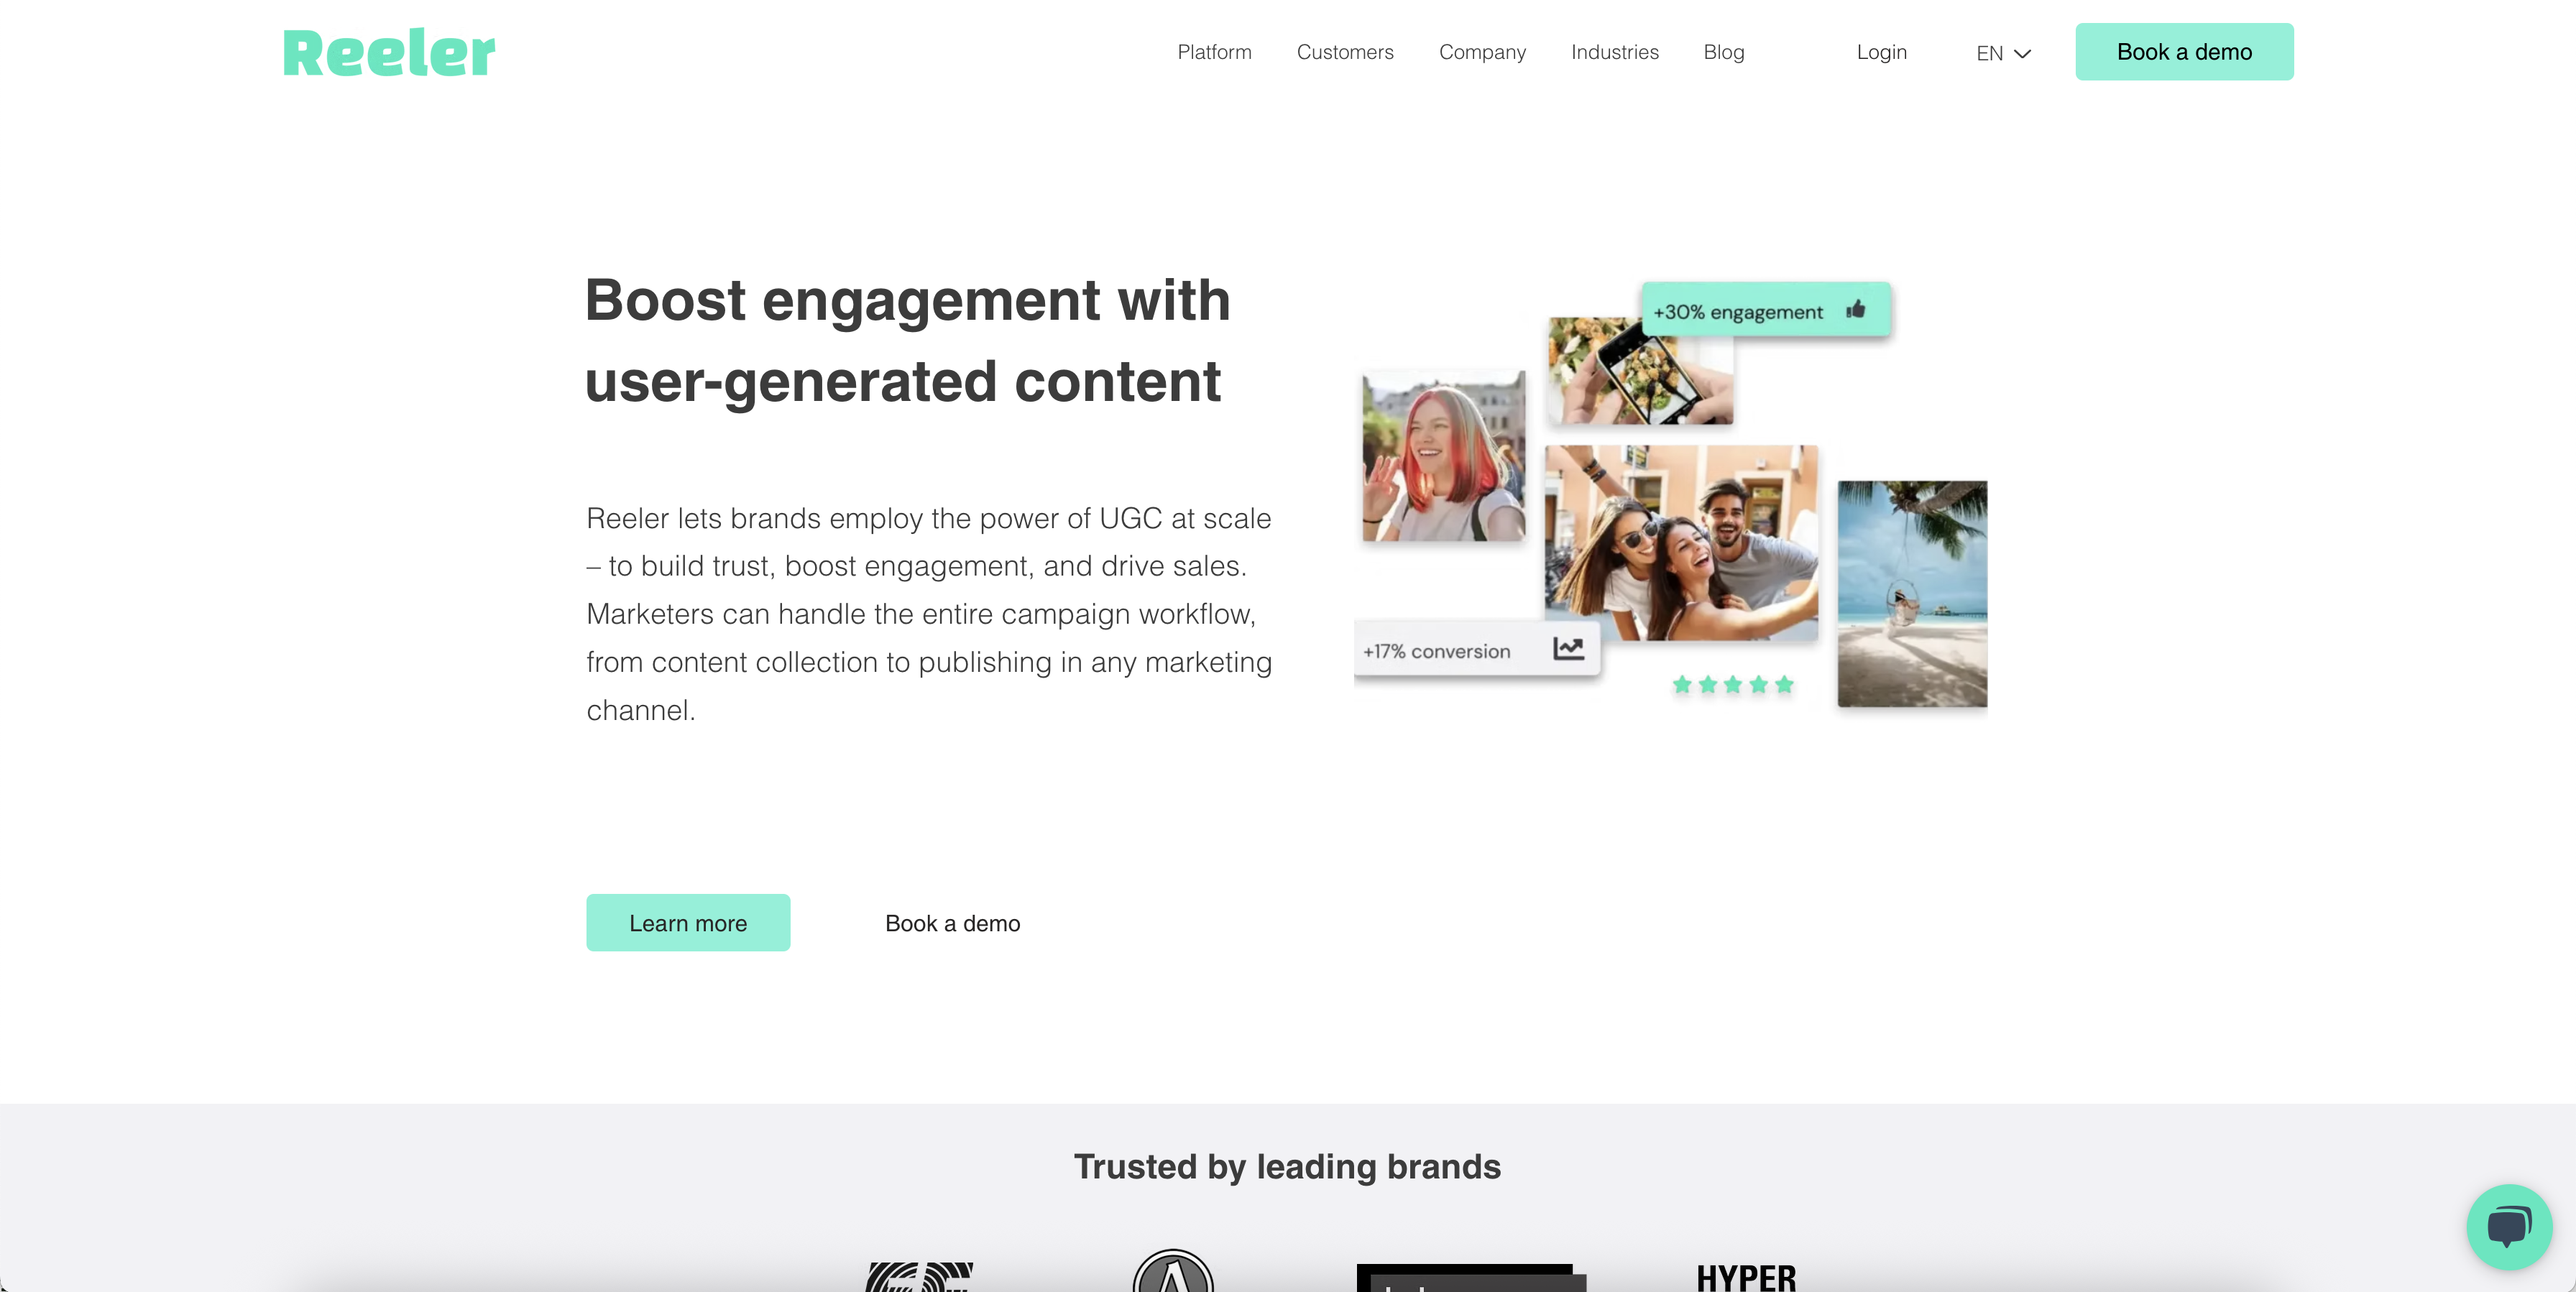 Reeler
Platform
Customers
Company
Industries
Blog
Login
EN
Book a demo
Boost engagement with
user-generated content
Reeler lets brands employ the power of UGC at scale
– to build trust, boost engagement, and drive sales.
Marketers can handle the entire campaign workflow,
from content collection to publishing in any marketing
channel.
+30% engagement
+17% conversion
Learn more
Book a demo
Trusted by leading brands
HYPER